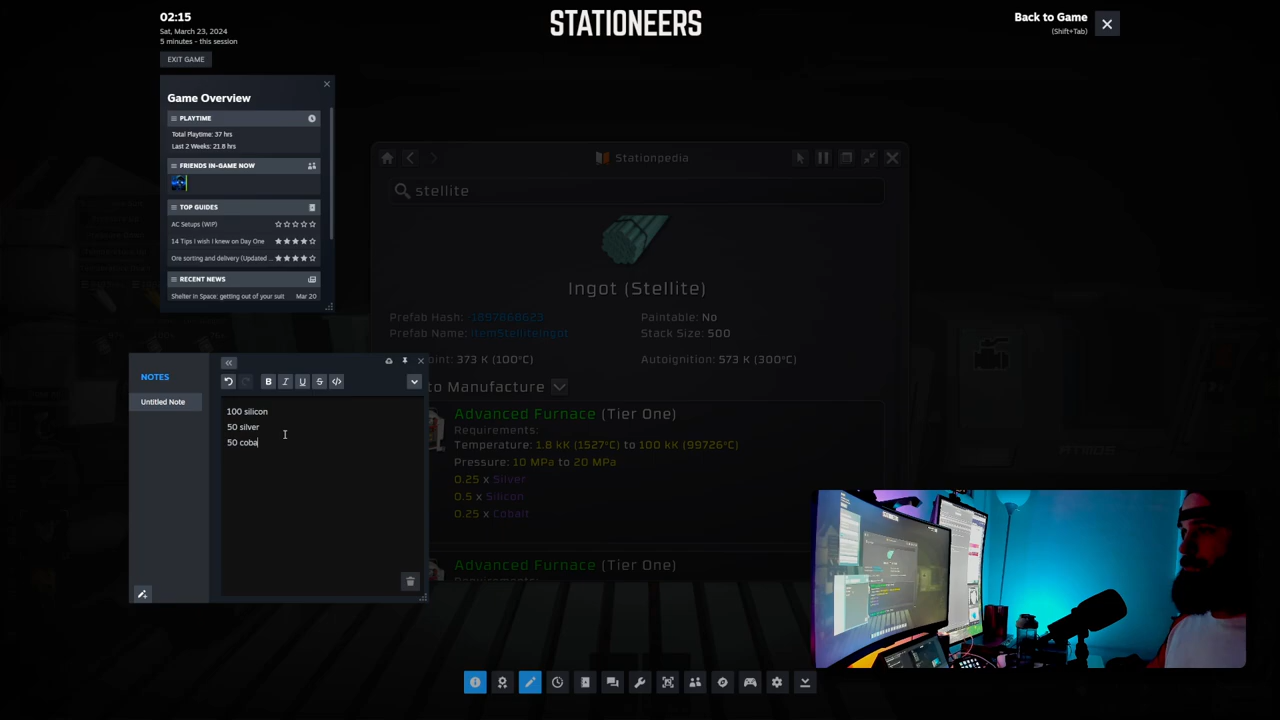 02:15
Sat, March 23, 2024
5 minutes - this session
EXIT GAME
STATIONEERS
Back to Game
(Shift+Tab)
Game Overview
PLAYTIME
Total Playtime: 37 hrs
Last 2 Weeks: 21.8 hrs
FRIENDS IN-GAME NOW
TOP GUIDES
AC Setups (WIP)
14 Tips I wish I knew on Day One
Ore sorting and delivery (Updated ...
RECENT NEWS
Shelter in Space: getting out of your suit Mar 20
Stationpedia
stellite
Ingot (Stellite)
Prefab Hash: 1897868623
Paintable: No
Prefab Name: ItemStelliteIngot
Stack Size: 500
point: 373 K (100°C)
Autoignition: 573 K (300°C)
to Manufacture
Advanced Furnace (Tier One)
Requirements:
Temperature: 1.8 kK (1527°C) to 100 kK (99726°C)
Pressure: 10 MPa to 20 MPa
0.25 x Silver
0.5 x Silicon
0.25 x Cobalt
Advanced Furnace (Tier One)
NOTES
Untitled Note
B I U S </>
100 silicon
50 silver
50 coba